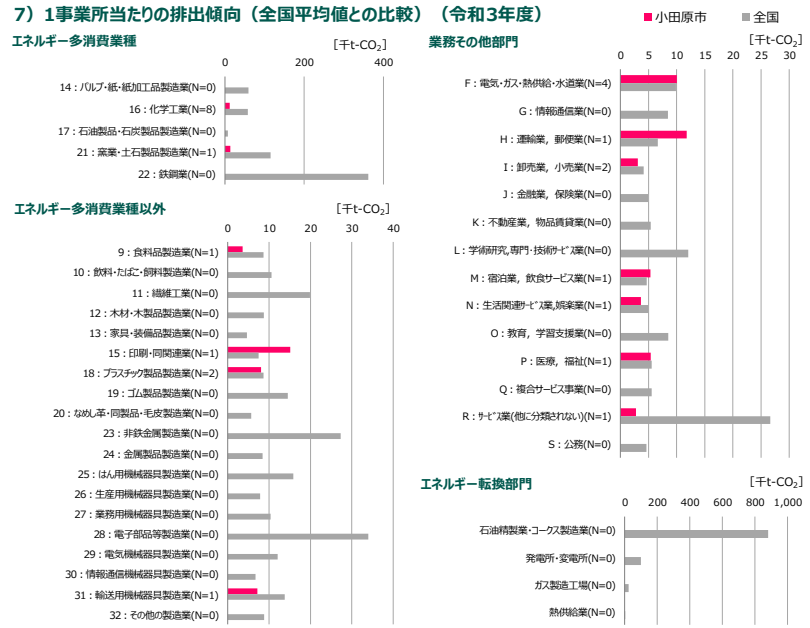 7）1事業所当たりの排出傾向（全国平均値との比較）（令和3年度）
■小田原市 ■全国
エネルギー多消費業種
[千t-CO₂]
0 200 400
14：パルプ・紙・紙加工品製造業(N=0)
16：化学工業(N=8)
17：石油製品・石炭製品製造業(N=0)
21：窯業・土石製品製造業(N=1)
22：鉄鋼業(N=0)
エネルギー多消費業種以外
[千t-CO₂]
0 10 20 30 40
9：食料品製造業(N=1)
10：飲料・たばこ・飼料製造業(N=0)
11：繊維工業(N=0)
12：木材・木製品製造業(N=0)
13：家具・装備品製造業(N=0)
15：印刷・同関連業(N=1)
18：プラスチック製品製造業(N=2)
19：ゴム製品製造業(N=0)
20：なめし革・同製品・毛皮製造業(N=0)
23：非鉄金属製造業(N=0)
24：金属製品製造業(N=0)
25：はん用機械器具製造業(N=0)
26：生産用機械器具製造業(N=0)
27：業務用機械器具製造業(N=0)
28：電子部品等製造業(N=0)
29：電気機械器具製造業(N=0)
30：情報通信機械器具製造業(N=0)
31：輸送用機械器具製造業(N=1)
32：その他の製造業(N=0)
業務その他部門
[千t-CO₂]
0 5 10 15 20 25 30
F：電気・ガス・熱供給・水道業(N=4)
G：情報通信業(N=0)
H：運輸業，郵便業(N=1)
I：卸売業，小売業(N=2)
J：金融業，保険業(N=0)
K：不動産業，物品賃貸業(N=0)
L：学術研究,専門・技術ｻｰﾋﾞｽ業(N=0)
M：宿泊業，飲食サービス業(N=1)
N：生活関連ｻｰﾋﾞｽ業,娯楽業(N=1)
O：教育，学習支援業(N=0)
P：医療，福祉(N=1)
Q：複合サービス事業(N=0)
R：ｻｰﾋﾞｽ業(他に分類されない)(N=1)
S：公務(N=0)
エネルギー転換部門
[千t-CO₂]
0 200 400 600 800 1,000
石油精製業・コークス製造業(N=0)
発電所・変電所(N=0)
ガス製造工場(N=0)
熱供給業(N=0)